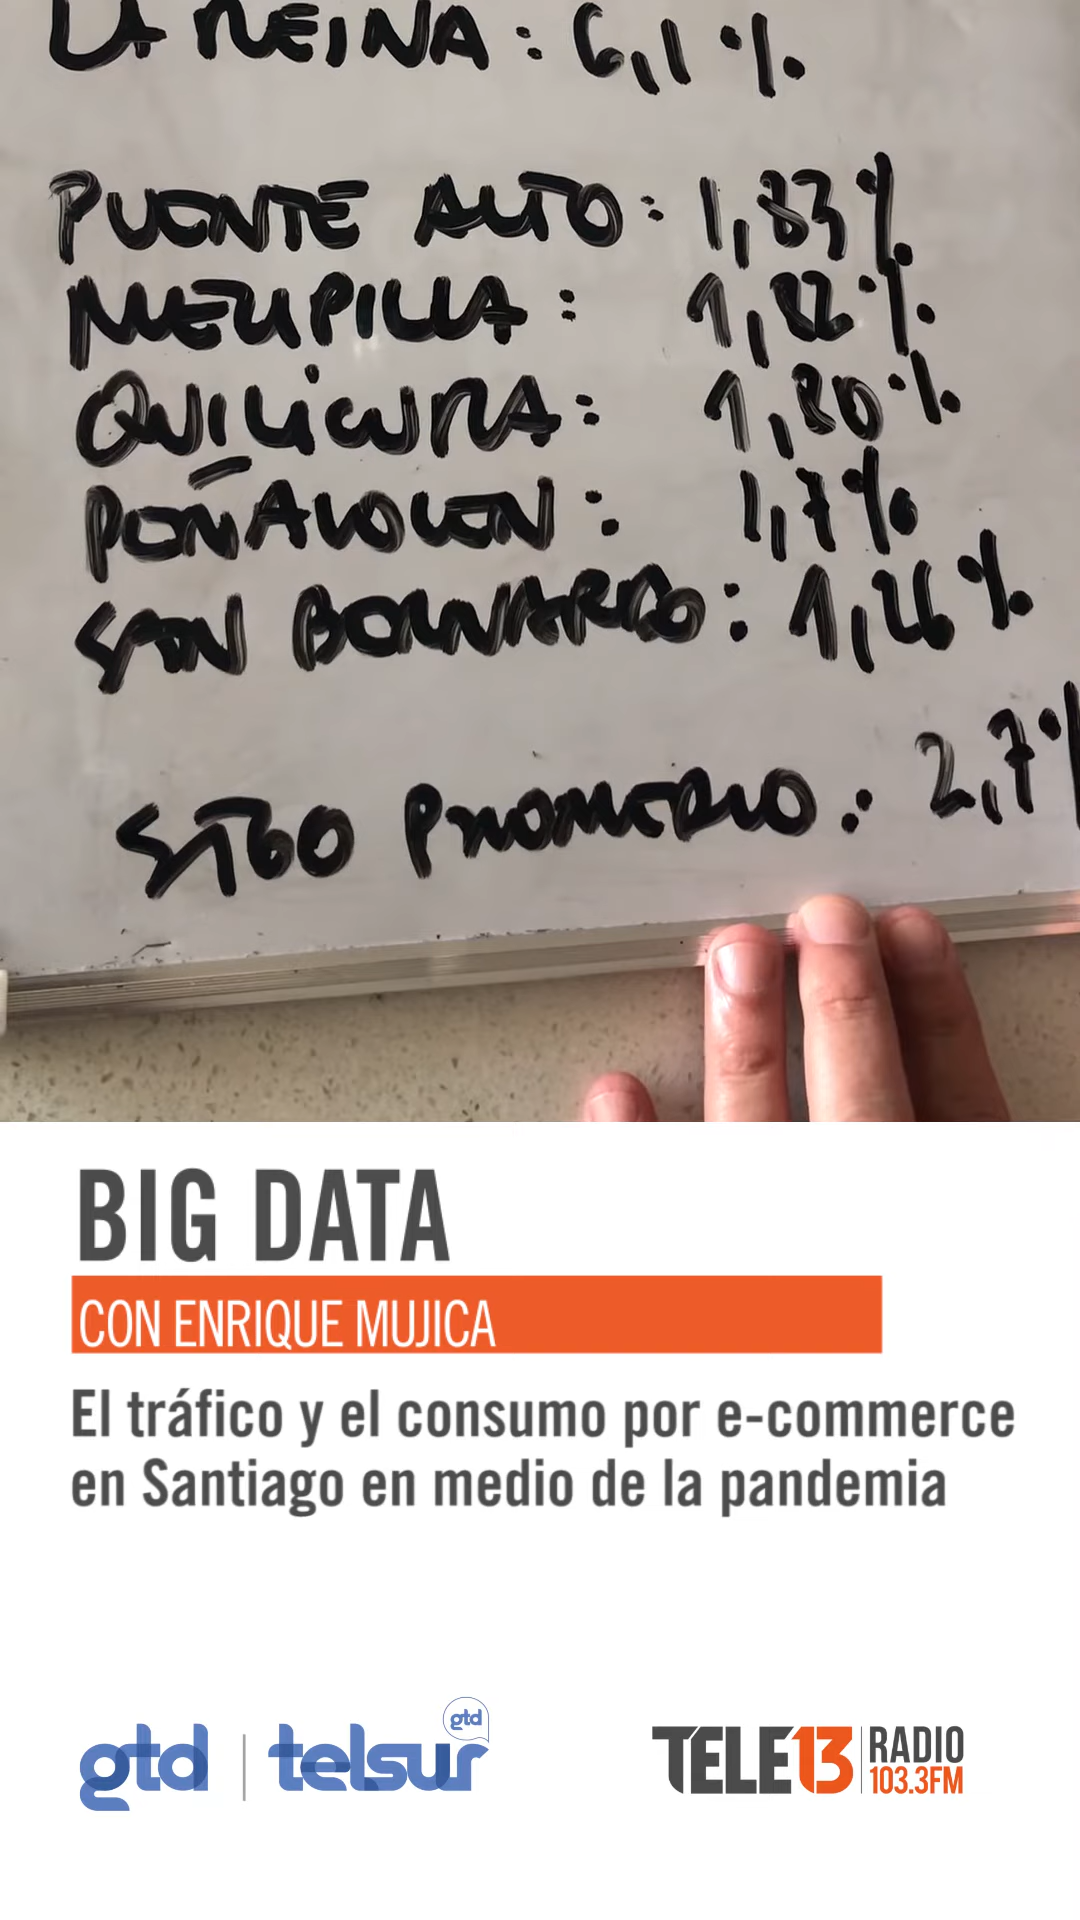 LA REINA: 6,1%
PUENTE ALTO: 1,83%
MELIPILLA: 1,82%
QUILICURA: 1,80%
PEÑALOLEN: 1,7%
SAN BERNARDO: 1,26%
STGO PROMEDIO: 2,7%
BIG DATA
CON ENRIQUE MUJICA
El tráfico y el consumo por e-commerce
en Santiago en medio de la pandemia
gtd | telsur gtd
TELE13 | RADIO 103.3FM